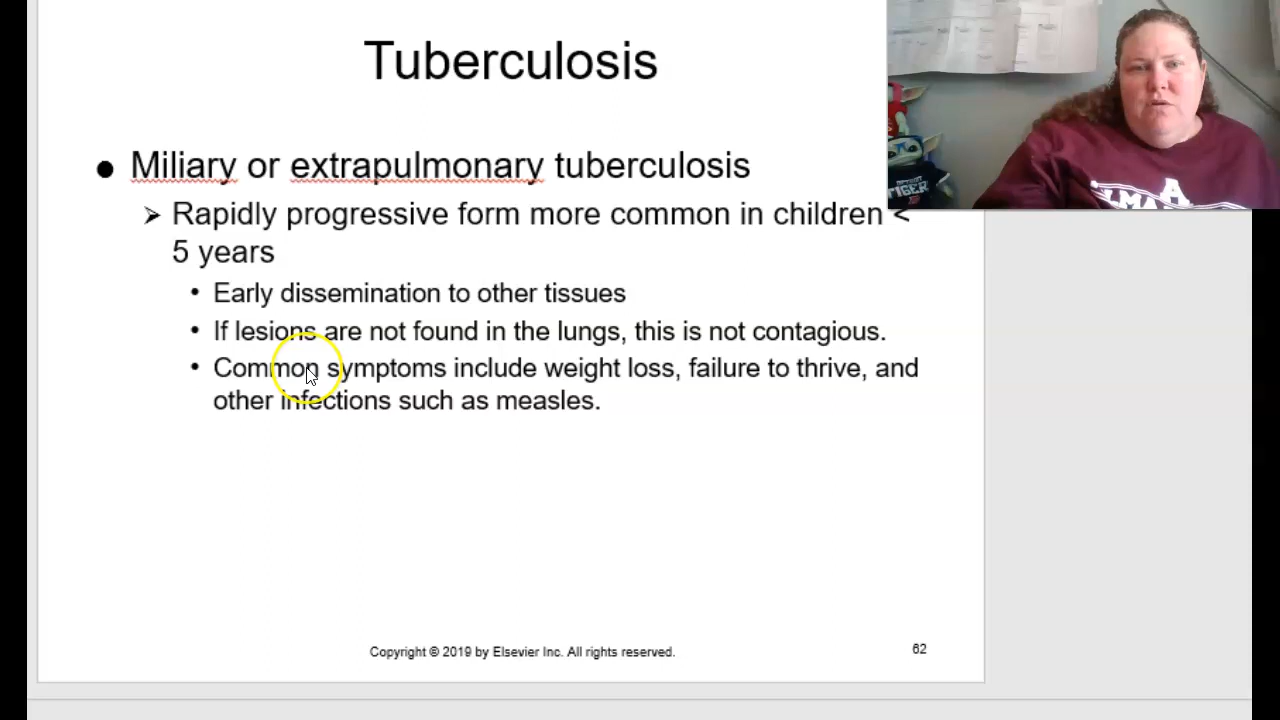 Tuberculosis
Miliary or extrapulmonary tuberculosis
Rapidly progressive form more common in children <
5 years
Early dissemination to other tissues
If lesions are not found in the lungs, this is not contagious.
Common symptoms include weight loss, failure to thrive, and
other infections such as measles.
Copyright © 2019 by Elsevier Inc. All rights reserved.
62
TIGER
A
LMA